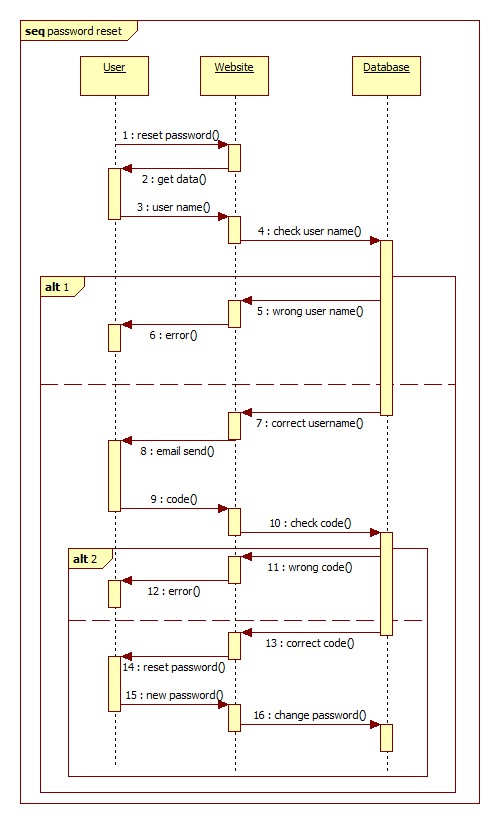 seq password reset
User
Website
Database
1 : reset password()
2 : get data()
3 : user name()
4 : check user name()
alt 1
5 : wrong user name()
6 : error()
7 : correct username()
8 : email send()
9 : code()
10 : check code()
alt 2
11 : wrong code()
12 : error()
13 : correct code()
14 : reset password()
15 : new password()
16 : change password()